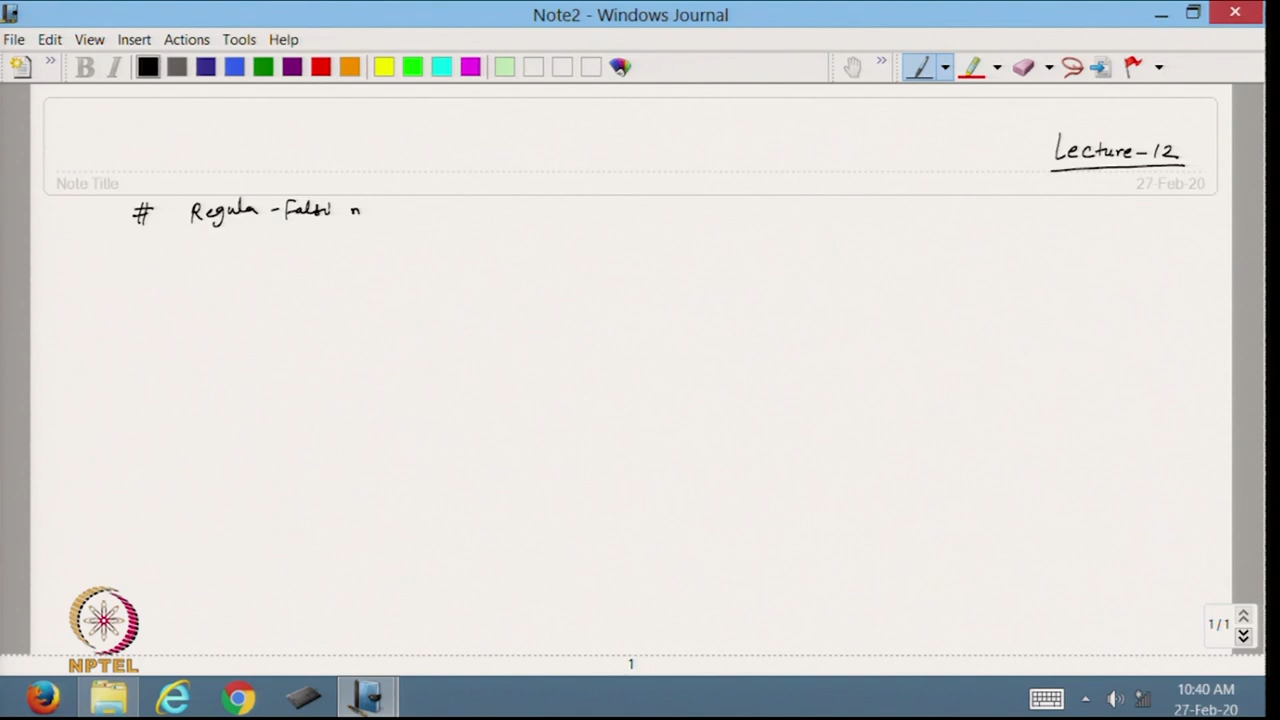 Note2 - Windows Journal
File Edit View Insert Actions Tools Help
B I
Lecture-12
Note Title
27-Feb-20
# Regula-Falsi m
1/1
NPTEL
1
10:40 AM
27-Feb-20